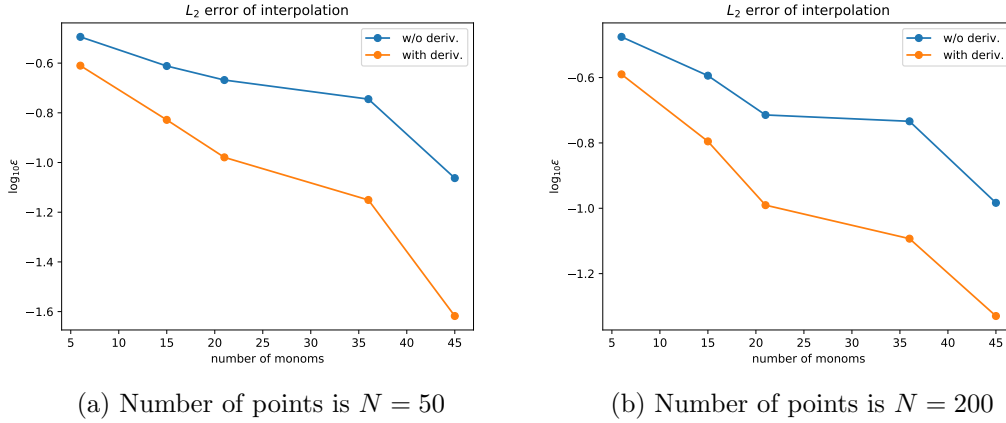 L₂ error of interpolation
w/o deriv.
with deriv.
−0.6
−0.8
−1.0
−1.2
−1.4
−1.6
log₁₀ε
5 10 15 20 25 30 35 40 45
number of monoms
(a) Number of points is N = 50
L₂ error of interpolation
w/o deriv.
with deriv.
−0.6
−0.8
−1.0
−1.2
log₁₀ε
5 10 15 20 25 30 35 40 45
number of monoms
(b) Number of points is N = 200